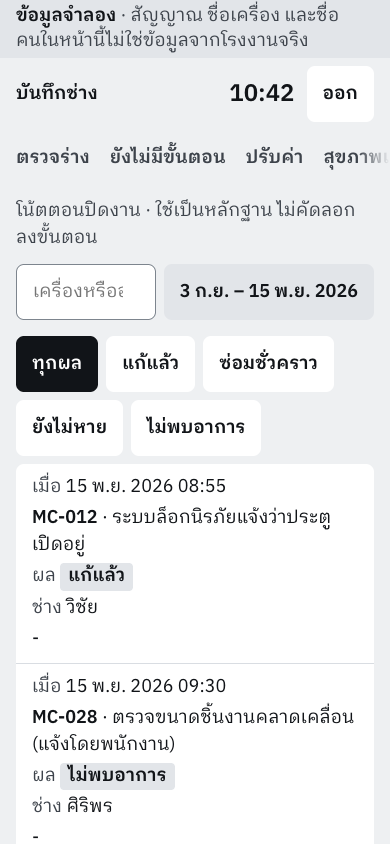 ข้อมูลจำลอง · สัญญาณ ชื่อเครื่อง และชื่อ
คนในหน้านี้ไม่ใช่ข้อมูลจากโรงงานจริง
บันทึกช่าง 10:42 ออก
ตรวจร่าง ยังไม่มีขั้นตอน ปรับค่า
โน้ตตอนปิดงาน · ใช้เป็นหลักฐาน ไม่คัดลอก
ลงขั้นตอน
เครื่องหรือ 3 ก.ย. – 15 พ.ย. 2026
ทุกผล แก้แล้ว ซ่อมชั่วคราว
ยังไม่หาย ไม่พบอาการ
เมื่อ 15 พ.ย. 2026 08:55
MC-012 · ระบบล็อกนิรภัยแจ้งว่าประตู
เปิดอยู่
ผล แก้แล้ว
ช่าง วิชัย
-
เมื่อ 15 พ.ย. 2026 09:30
MC-028 · ตรวจขนาดชิ้นงานคลาดเคลื่อน
(แจ้งโดยพนักงาน)
ผล ไม่พบอาการ
ช่าง ศิริพร
-